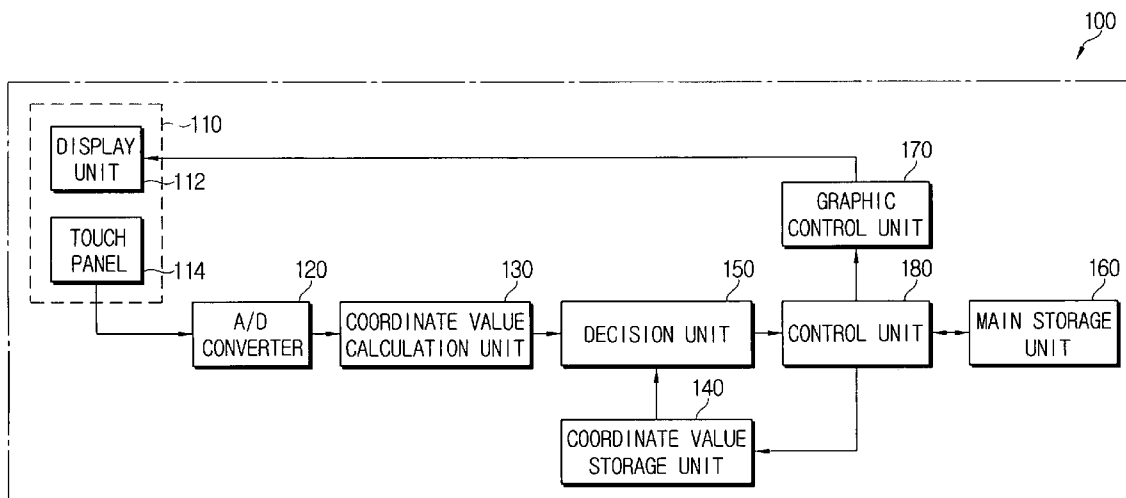 100
110
DISPLAY
UNIT
112
170
GRAPHIC
CONTROL UNIT
TOUCH
PANEL
114
120
130
150
180
160
A/D
CONVERTER
COORDINATE VALUE
CALCULATION UNIT
DECISION UNIT
CONTROL UNIT
MAIN STORAGE
UNIT
140
COORDINATE VALUE
STORAGE UNIT